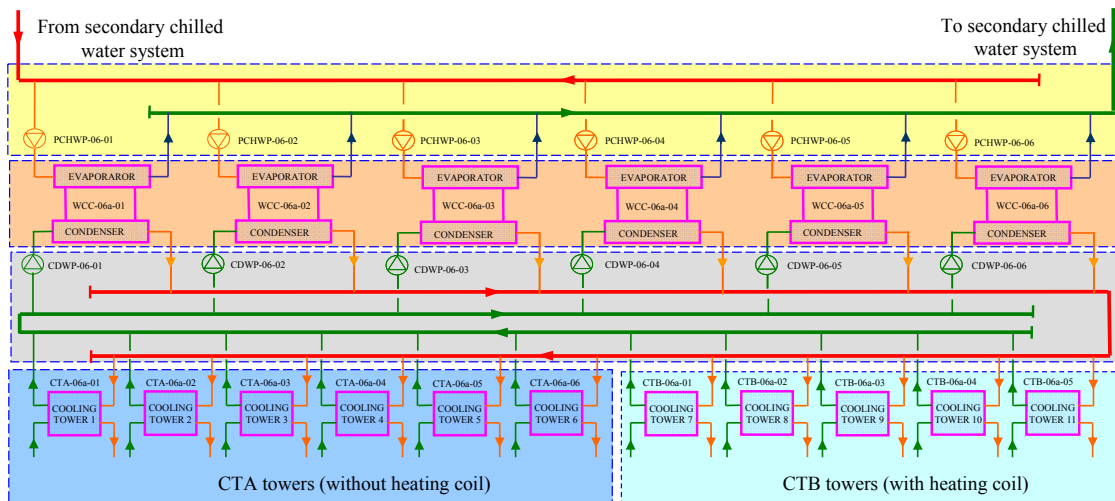 From secondary chilled
water system
To secondary chilled
water system
PCHWP-06-01
PCHWP-06-02
PCHWP-06-03
PCHWP-06-04
PCHWP-06-05
PCHWP-06-06
EVAPORAROR
EVAPORATOR
EVAPORATOR
EVAPORATOR
EVAPORATOR
EVAPORATOR
WCC-06a-01
WCC-06a-02
WCC-06a-03
WCC-06a-04
WCC-06a-05
WCC-06a-06
CONDENSER
CONDENSER
CONDENSER
CONDENSER
CONDENSER
CONDENSER
CDWP-06-01
CDWP-06-02
CDWP-06-03
CDWP-06-04
CDWP-06-05
CDWP-06-06
CTA-06a-01
CTA-06a-02
CTA-06a-03
CTA-06a-04
CTA-06a-05
CTA-06a-06
CTB-06a-01
CTB-06a-02
CTB-06a-03
CTB-06a-04
CTB-06a-05
COOLING
TOWER 1
COOLING
TOWER 2
COOLING
TOWER 3
COOLING
TOWER 4
COOLING
TOWER 5
COOLING
TOWER 6
COOLING
TOWER 7
COOLING
TOWER 8
COOLING
TOWER 9
COOLING
TOWER 10
COOLING
TOWER 11
CTA towers (without heating coil)
CTB towers (with heating coil)